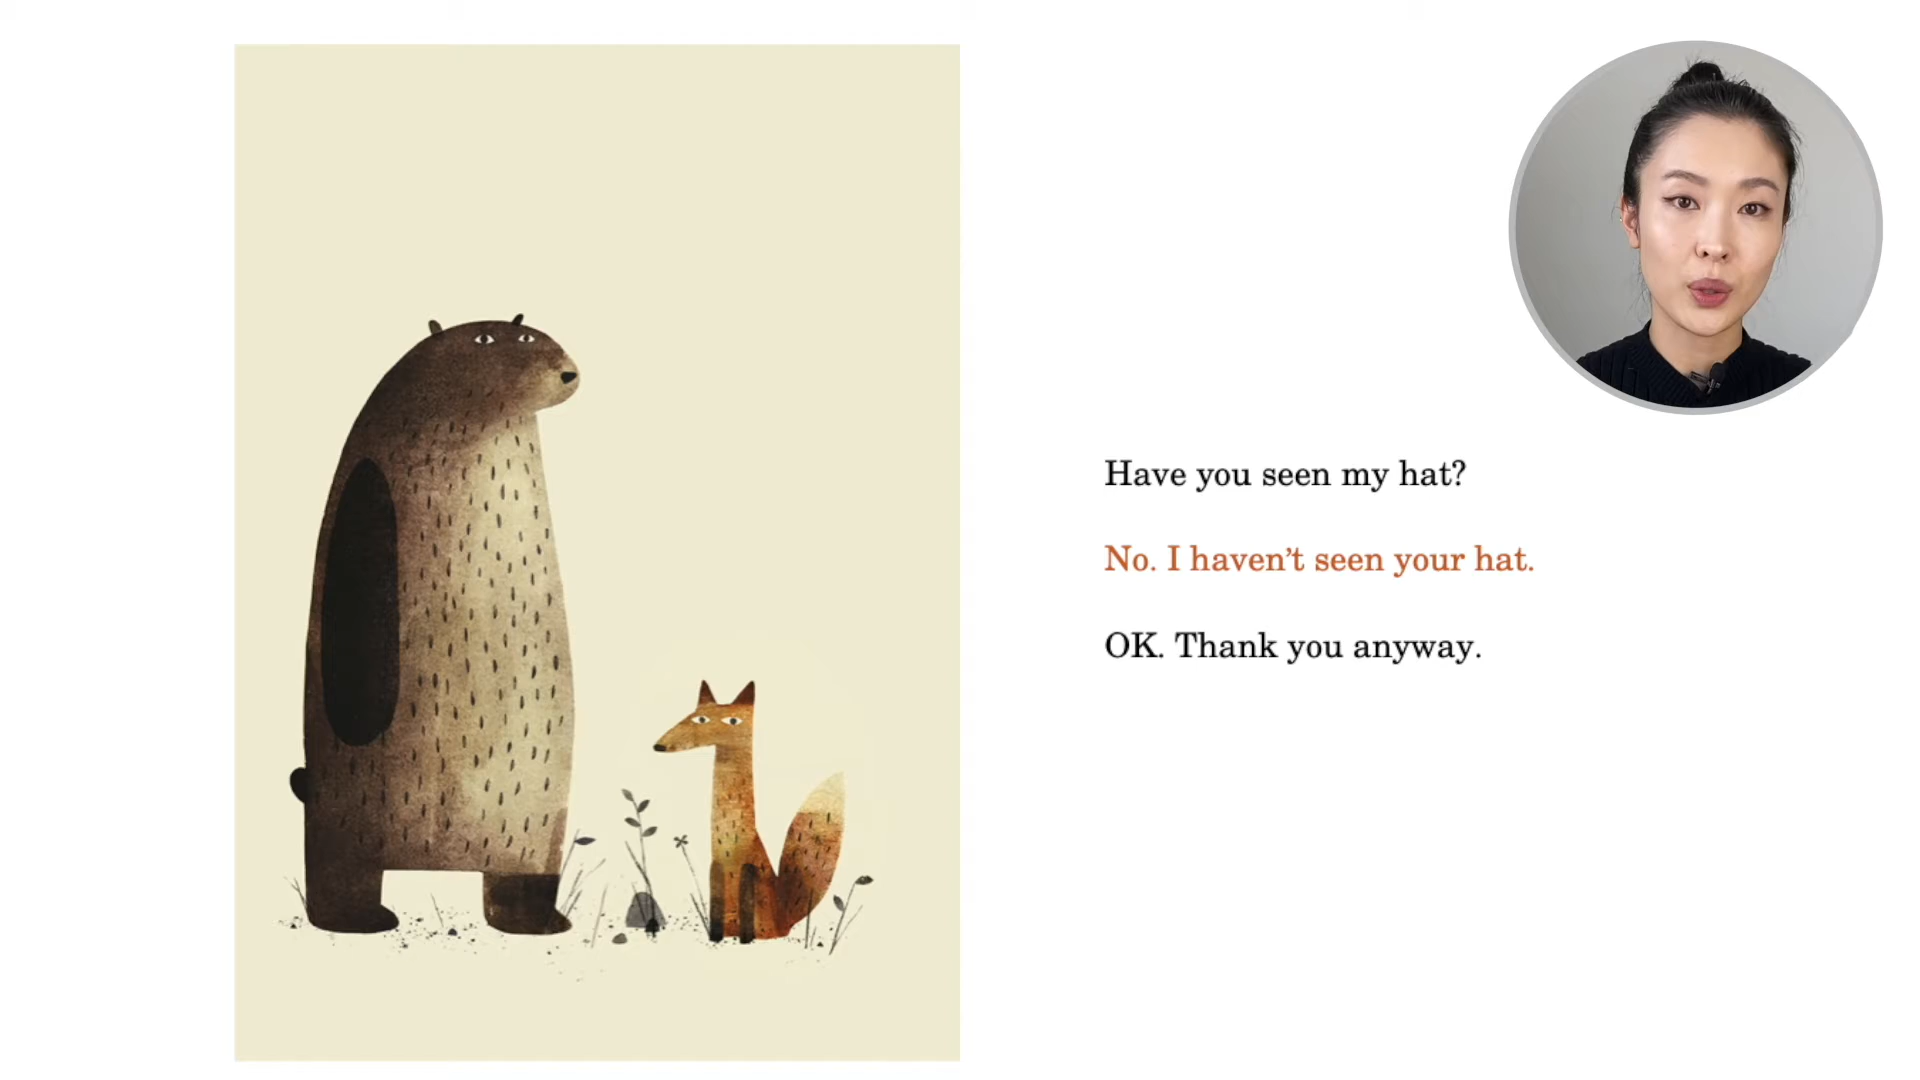 Have you seen my hat?
No. I haven’t seen your hat.
OK. Thank you anyway.